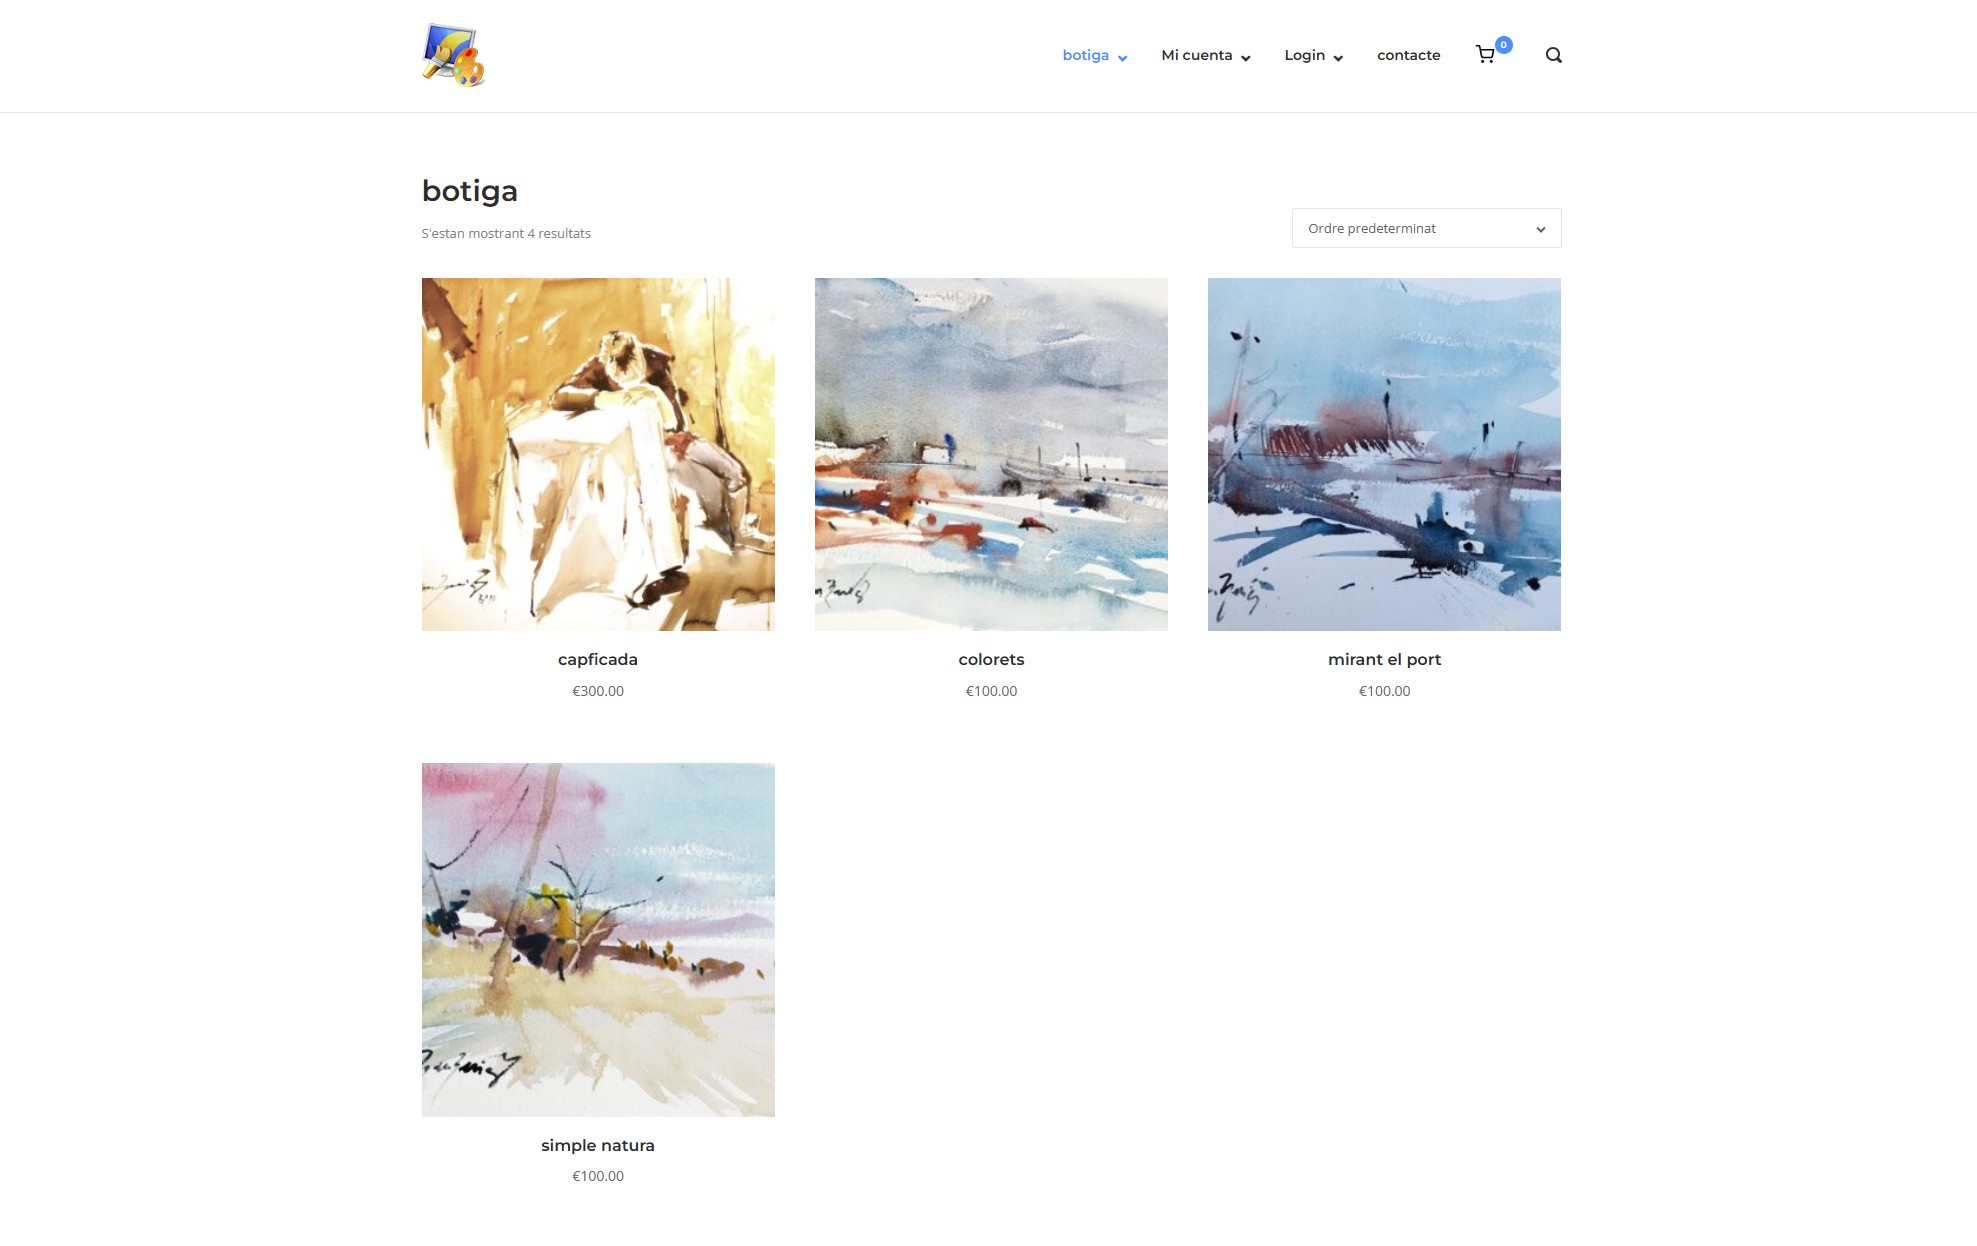 botiga
Mi cuenta
Login
contacte
0
botiga
S'estan mostrant 4 resultats
Ordre predeterminat
capficada
€300.00
colorets
€100.00
mirant el port
€100.00
simple natura
€100.00